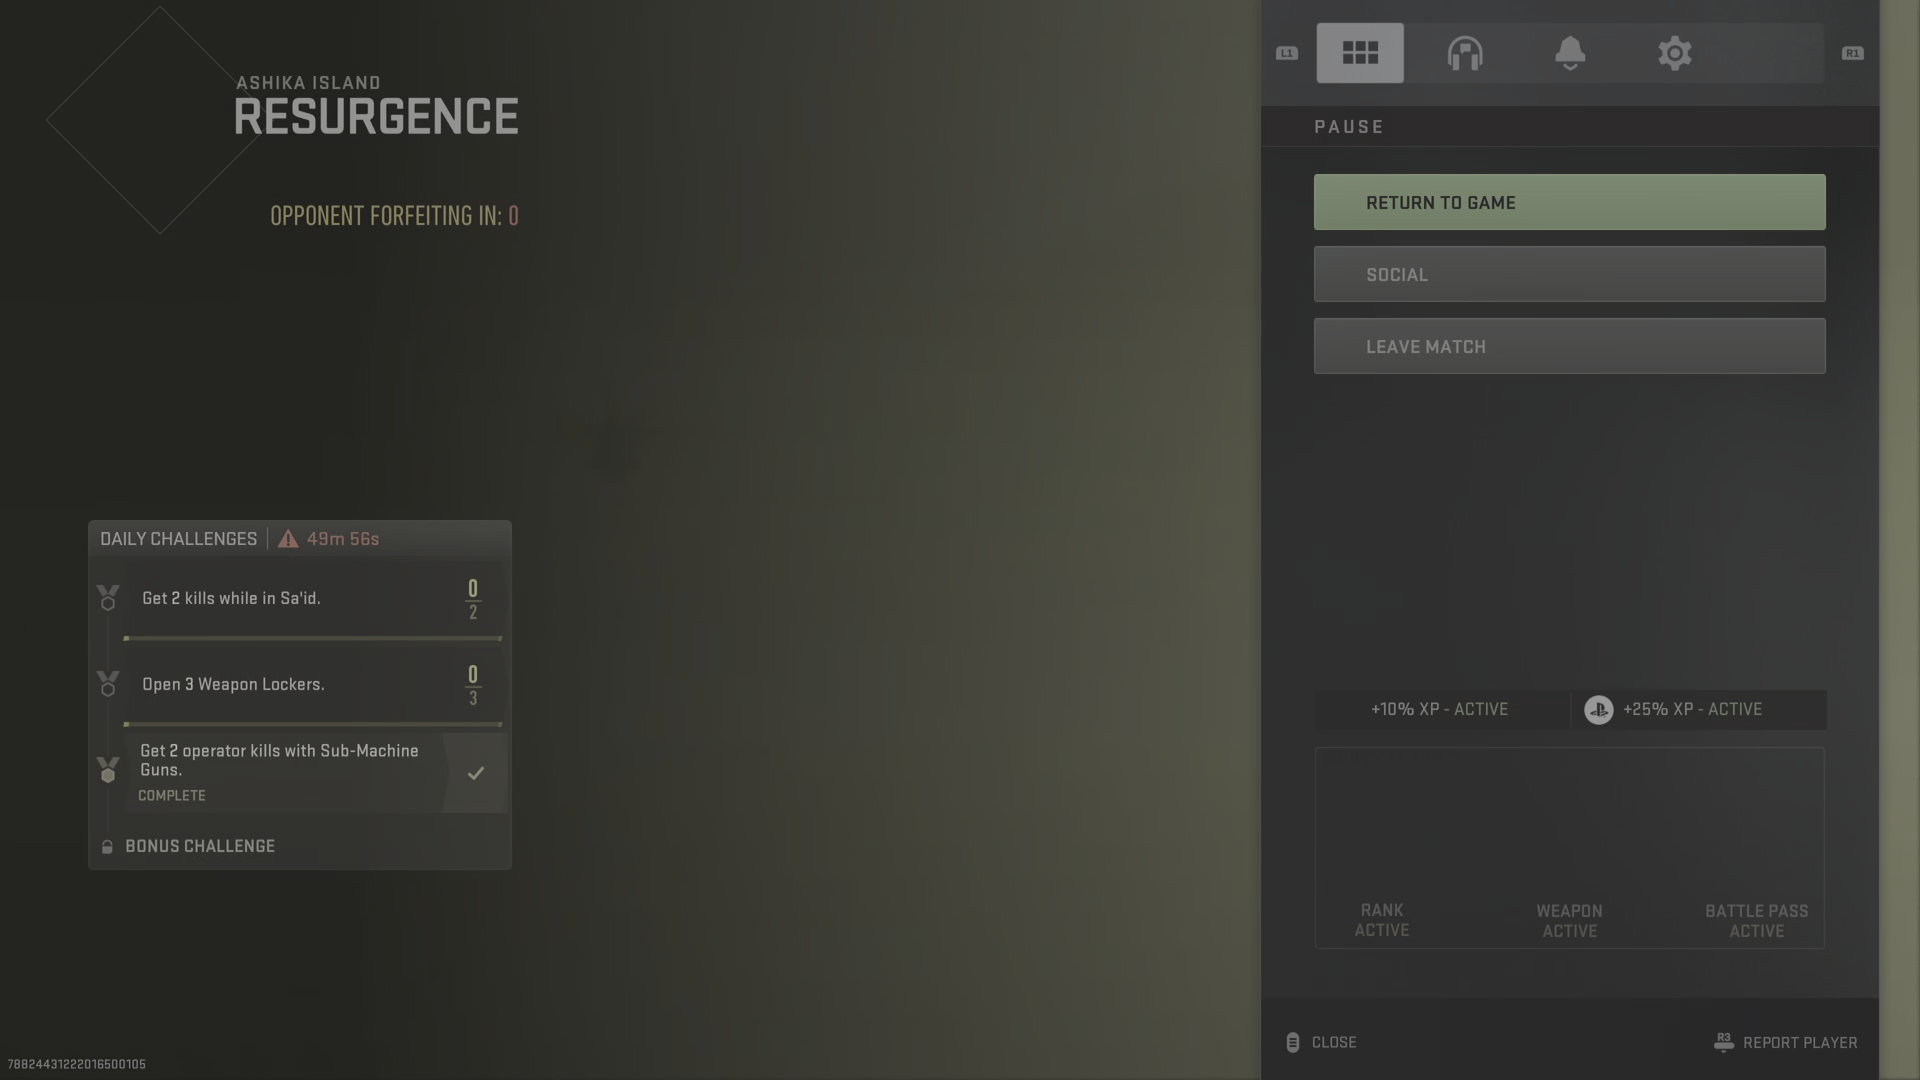 ASHIKA ISLAND
RESURGENCE
OPPONENT FORFEITING IN: 0
DAILY CHALLENGES
49m 56s
Get 2 kills while in Sa'id.
0
2
Open 3 Weapon Lockers.
0
3
Get 2 operator kills with Sub-Machine
Guns.
COMPLETE
BONUS CHALLENGE
78824431222016500105
L1
R1
PAUSE
RETURN TO GAME
SOCIAL
LEAVE MATCH
+10% XP - ACTIVE
+25% XP - ACTIVE
RANK
ACTIVE
WEAPON
ACTIVE
BATTLE PASS
ACTIVE
CLOSE
R3
REPORT PLAYER